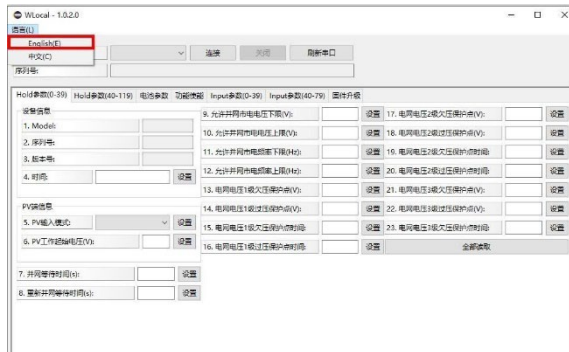 WLocal - 1.0.2.0
语言(L)
English(E)
中文(C)
连接 关闭 刷新串口
序列号:
Hold参数(0-39) Hold参数(40-119) 电池参数 功能使能 Input参数(0-39) Input参数(40-79) 固件升级
设备信息
1. Model:
2. 序列号:
3. 版本号:
4. 时间: 设置
PV端信息
5. PV输入模式: 设置
6. PV工作起始电压(V): 设置
7. 并网等待时间(s): 设置
8. 重新并网等待时间(s): 设置
9. 允许并网市电电压下限(V): 设置
10. 允许并网市电电压上限(V): 设置
11. 允许并网市电频率下限(Hz): 设置
12. 允许并网市电频率上限(Hz): 设置
13. 电网电压1级欠压保护点(V): 设置
14. 电网电压1级过压保护点(V): 设置
15. 电网电压1级欠压保护点时间: 设置
16. 电网电压1级过压保护点时间: 设置
17. 电网电压2级欠压保护点(V): 设置
18. 电网电压2级过压保护点(V): 设置
19. 电网电压2级欠压保护点时间: 设置
20. 电网电压2级过压保护点时间: 设置
21. 电网电压3级欠压保护点(V): 设置
22. 电网电压3级过压保护点(V): 设置
23. 电网电压3级欠压保护点时间: 设置
全部读取